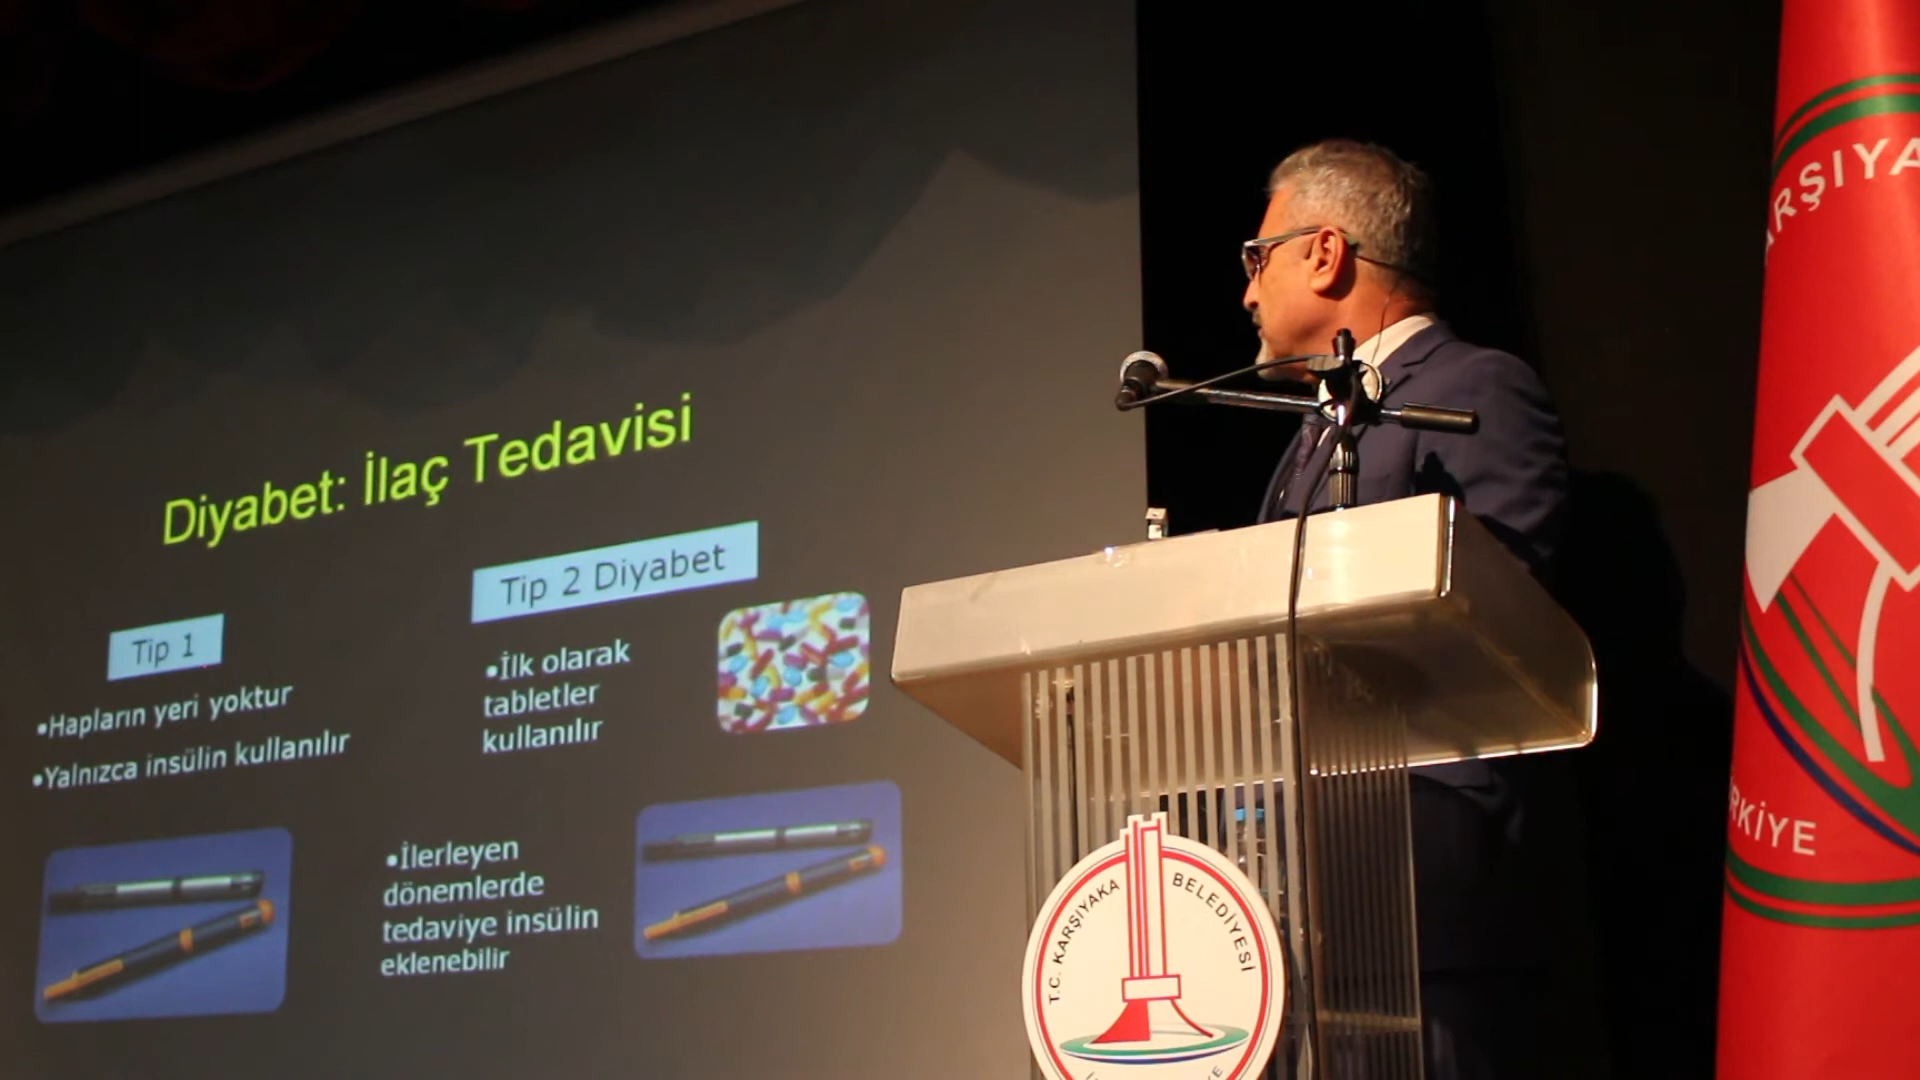 Diyabet: İlaç Tedavisi
Tip 1
•Hapların yeri yoktur
•Yalnızca insülin kullanılır
Tip 2 Diyabet
•İlk olarak
tabletler
kullanılır
•İlerleyen
dönemlerde
tedaviye insülin
eklenebilir
T.C. KARŞIYAKA BELEDİYESİ
RŞIYA
RKİYE